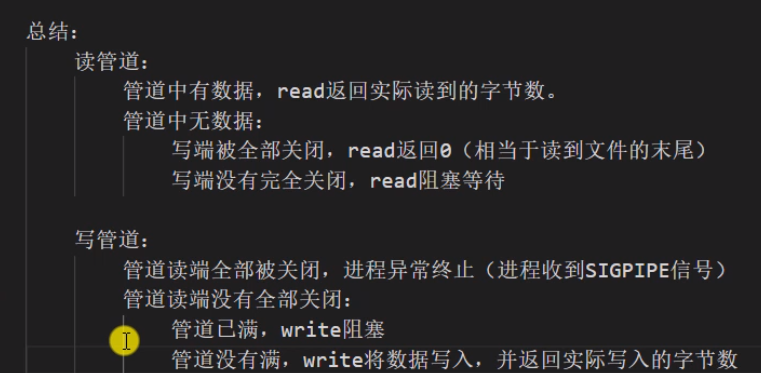 总结：
读管道：
管道中有数据，read返回实际读到的字节数。
管道中无数据：
写端被全部关闭，read返回0（相当于读到文件的末尾）
写端没有完全关闭，read阻塞等待
写管道：
管道读端全部被关闭，进程异常终止（进程收到SIGPIPE信号）
管道读端没有全部关闭：
管道已满，write阻塞
管道没有满，write将数据写入，并返回实际写入的字节数